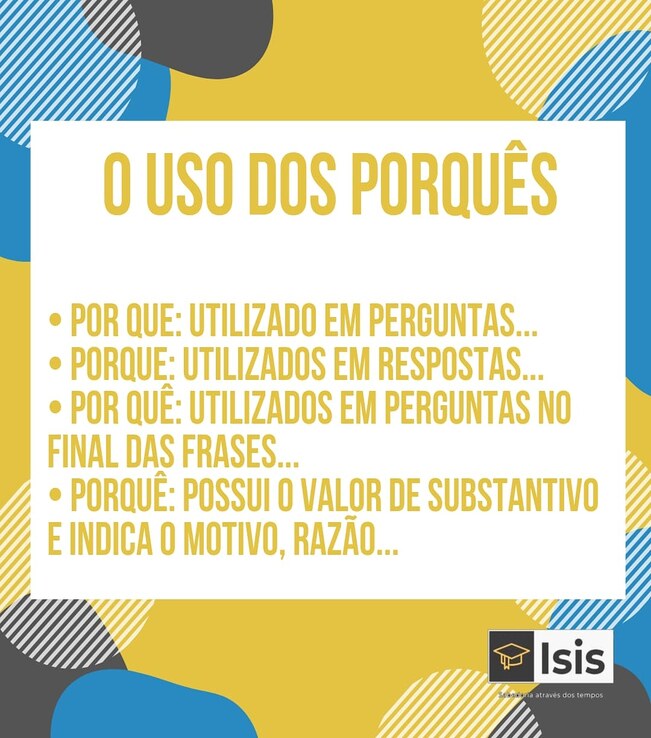 O USO DOS PORQUÊS
• POR QUE: UTILIZADO EM PERGUNTAS...
• PORQUE: UTILIZADOS EM RESPOSTAS...
• POR QUÊ: UTILIZADOS EM PERGUNTAS NO
FINAL DAS FRASES...
• PORQUÊ: POSSUI O VALOR DE SUBSTANTIVO
E INDICA O MOTIVO, RAZÃO...
Isis
através dos tempos